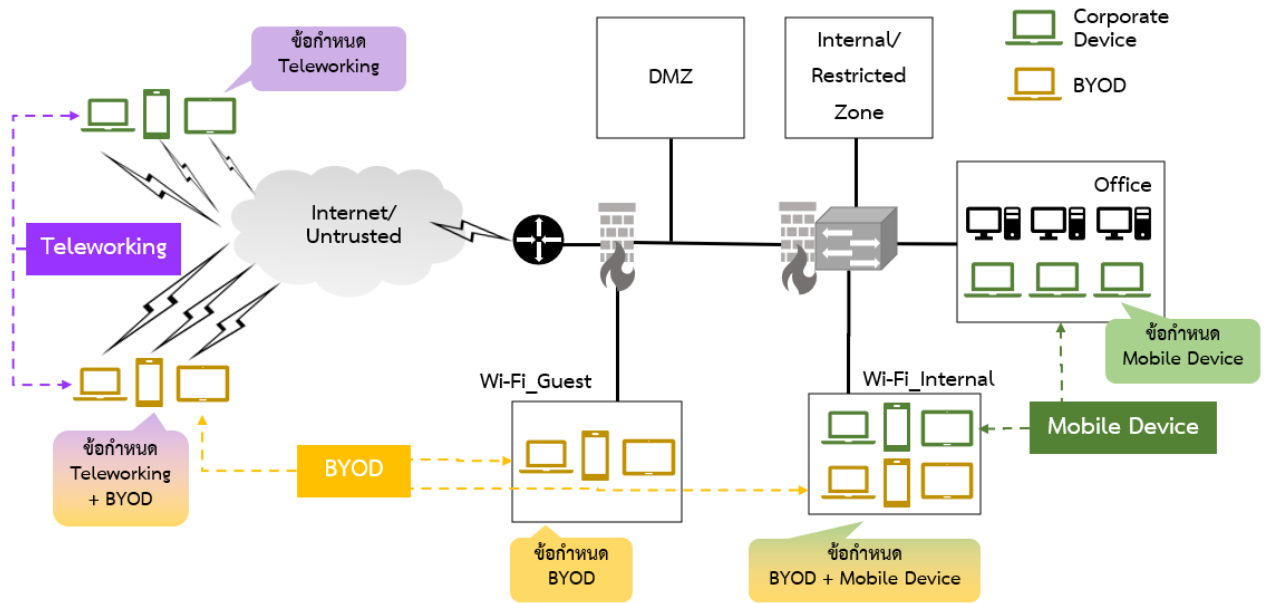 ข้อกำหนด
Teleworking
DMZ
Internal/
Restricted
Zone
Corporate
Device
BYOD
Office
Internet/
Untrusted
Teleworking
ข้อกำหนด
Mobile Device
Wi-Fi_Guest
Wi-Fi_Internal
Mobile Device
ข้อกำหนด
Teleworking
+ BYOD
BYOD
ข้อกำหนด
BYOD
ข้อกำหนด
BYOD + Mobile Device